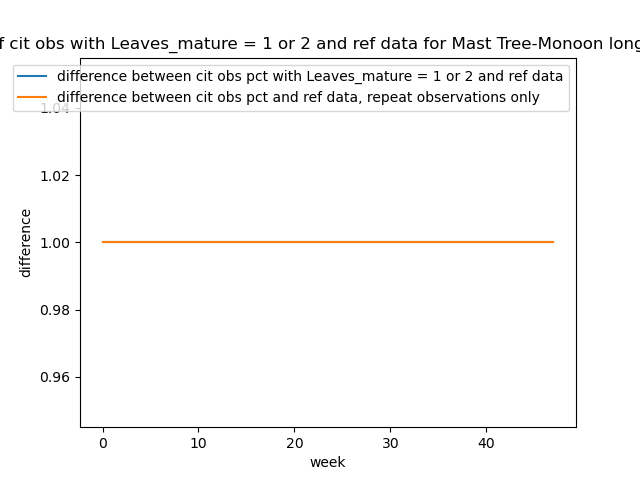 f cit obs with Leaves_mature = 1 or 2 and ref data for Mast Tree-Monoon long
difference between cit obs pct with Leaves_mature = 1 or 2 and ref data
difference between cit obs pct and ref data, repeat observations only
1.04
1.02
1.00
0.98
0.96
difference
0 10 20 30 40
week